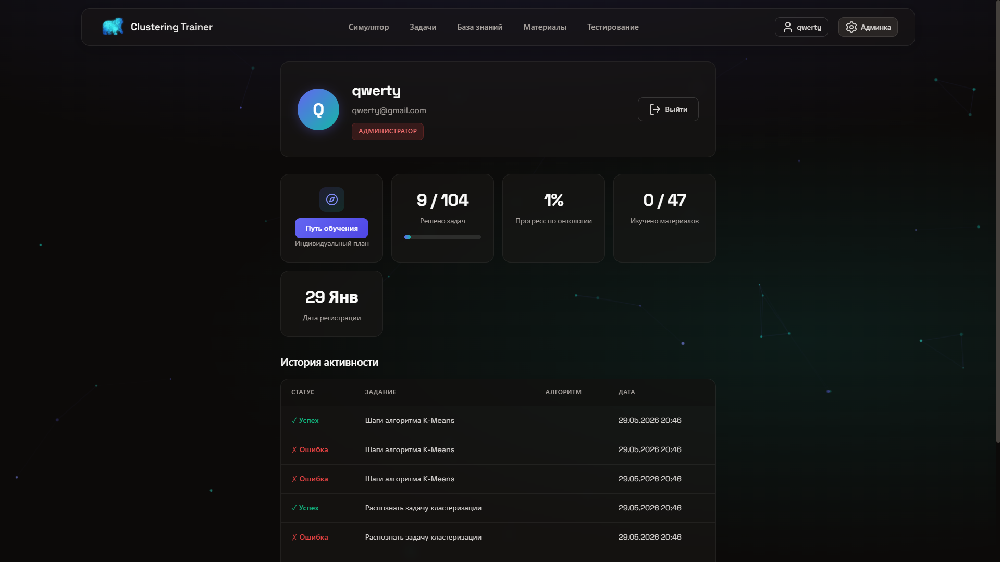 Clustering Trainer
Симулятор
Задачи
База знаний
Материалы
Тестирование
qwerty
Админка
Q
qwerty
qwerty@gmail.com
АДМИНИСТРАТОР
Выйти
Путь обучения
Индивидуальный план
9 / 104
Решено задач
1%
Прогресс по онтологии
0 / 47
Изучено материалов
29 Янв
Дата регистрации
История активности
СТАТУС ЗАДАНИЕ АЛГОРИТМ ДАТА
✓ Успех Шаги алгоритма K-Means 29.05.2026 20:46
✗ Ошибка Шаги алгоритма K-Means 29.05.2026 20:46
✗ Ошибка Шаги алгоритма K-Means 29.05.2026 20:46
✓ Успех Распознать задачу кластеризации 29.05.2026 20:46
✗ Ошибка Распознать задачу кластеризации 29.05.2026 20:46